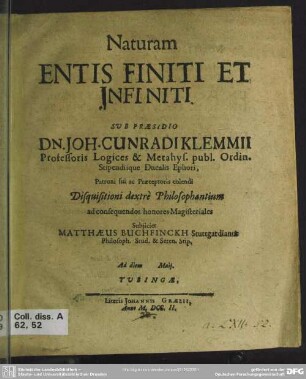 Naturam
ENTIS FINITI ET
INFINITI.
SUB PRÆSIDIO
DN. JOH-CUNRADI KLEMMII
Professoris Logices & Metahys. publ. Ordin.
Stipendiique Ducalis Ephori,
Patroni sui ac Præceptoris colendi
Disquisitioni dextrè Philosophantium
ad consequendos honores Magisteriales
Subjiciet
MATTHÆUS BUCHFINCKH Stuttgardianus
Philosoph. Stud. & Seren. Stip.
Ad diem Maij.
TUBINGÆ,
Literis JOHANNIS GRÆZII,
Anno M. DCC. II.
Coll. diss. A
62, 52